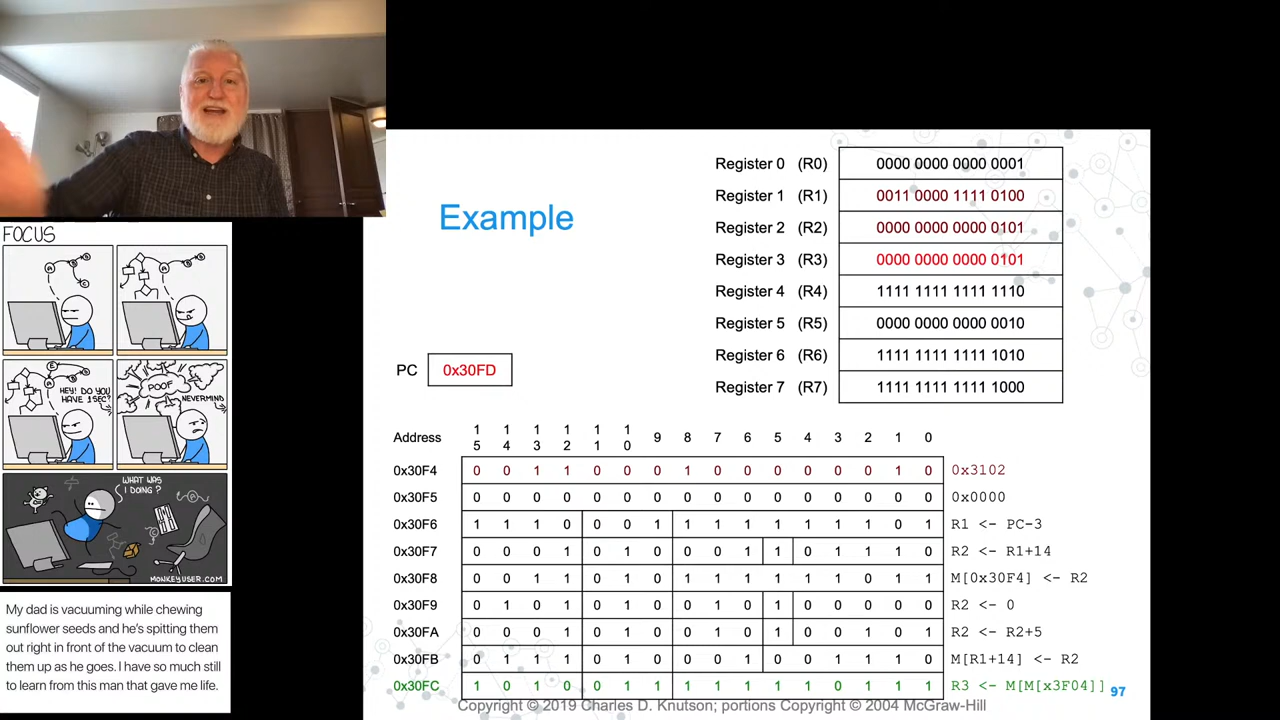 FOCUS
HEY! DO YOU
HAVE 1 SEC?
POOF
NEVERMIND
WHAT WAS
I DOING?
MONKEYUSER.COM
My dad is vacuuming while chewing
sunflower seeds and he's spitting them
out right in front of the vacuum to clean
them up as he goes. I have so much still
to learn from this man that gave me life.
Example
Register 0 (R0) 0000 0000 0000 0001
Register 1 (R1) 0011 0000 1111 0100
Register 2 (R2) 0000 0000 0000 0101
Register 3 (R3) 0000 0000 0000 0101
Register 4 (R4) 1111 1111 1111 1110
Register 5 (R5) 0000 0000 0000 0010
Register 6 (R6) 1111 1111 1111 1010
Register 7 (R7) 1111 1111 1111 1000
PC 0x30FD
Address 15 14 13 12 11 10 9 8 7 6 5 4 3 2 1 0
0x30F4 0 0 1 1 0 0 0 1 0 0 0 0 0 0 1 0 0x3102
0x30F5 0 0 0 0 0 0 0 0 0 0 0 0 0 0 0 0 0x0000
0x30F6 1 1 1 0 0 0 1 1 1 1 1 1 1 1 0 1 R1 <- PC-3
0x30F7 0 0 0 1 0 1 0 0 0 1 1 0 1 1 1 0 R2 <- R1+14
0x30F8 0 0 1 1 0 1 0 1 1 1 1 1 1 0 1 1 M[0x30F4] <- R2
0x30F9 0 1 0 1 0 1 0 0 1 0 1 0 0 0 0 0 R2 <- 0
0x30FA 0 0 0 1 0 1 0 0 1 0 1 0 0 1 0 1 R2 <- R2+5
0x30FB 0 1 1 1 0 1 0 0 0 1 0 0 1 1 1 0 M[R1+14] <- R2
0x30FC 1 0 1 0 0 1 1 1 1 1 1 1 0 1 1 1 R3 <- M[M[x3F04]]
97
Copyright © 2019 Charles D. Knutson; portions Copyright © 2004 McGraw-Hill